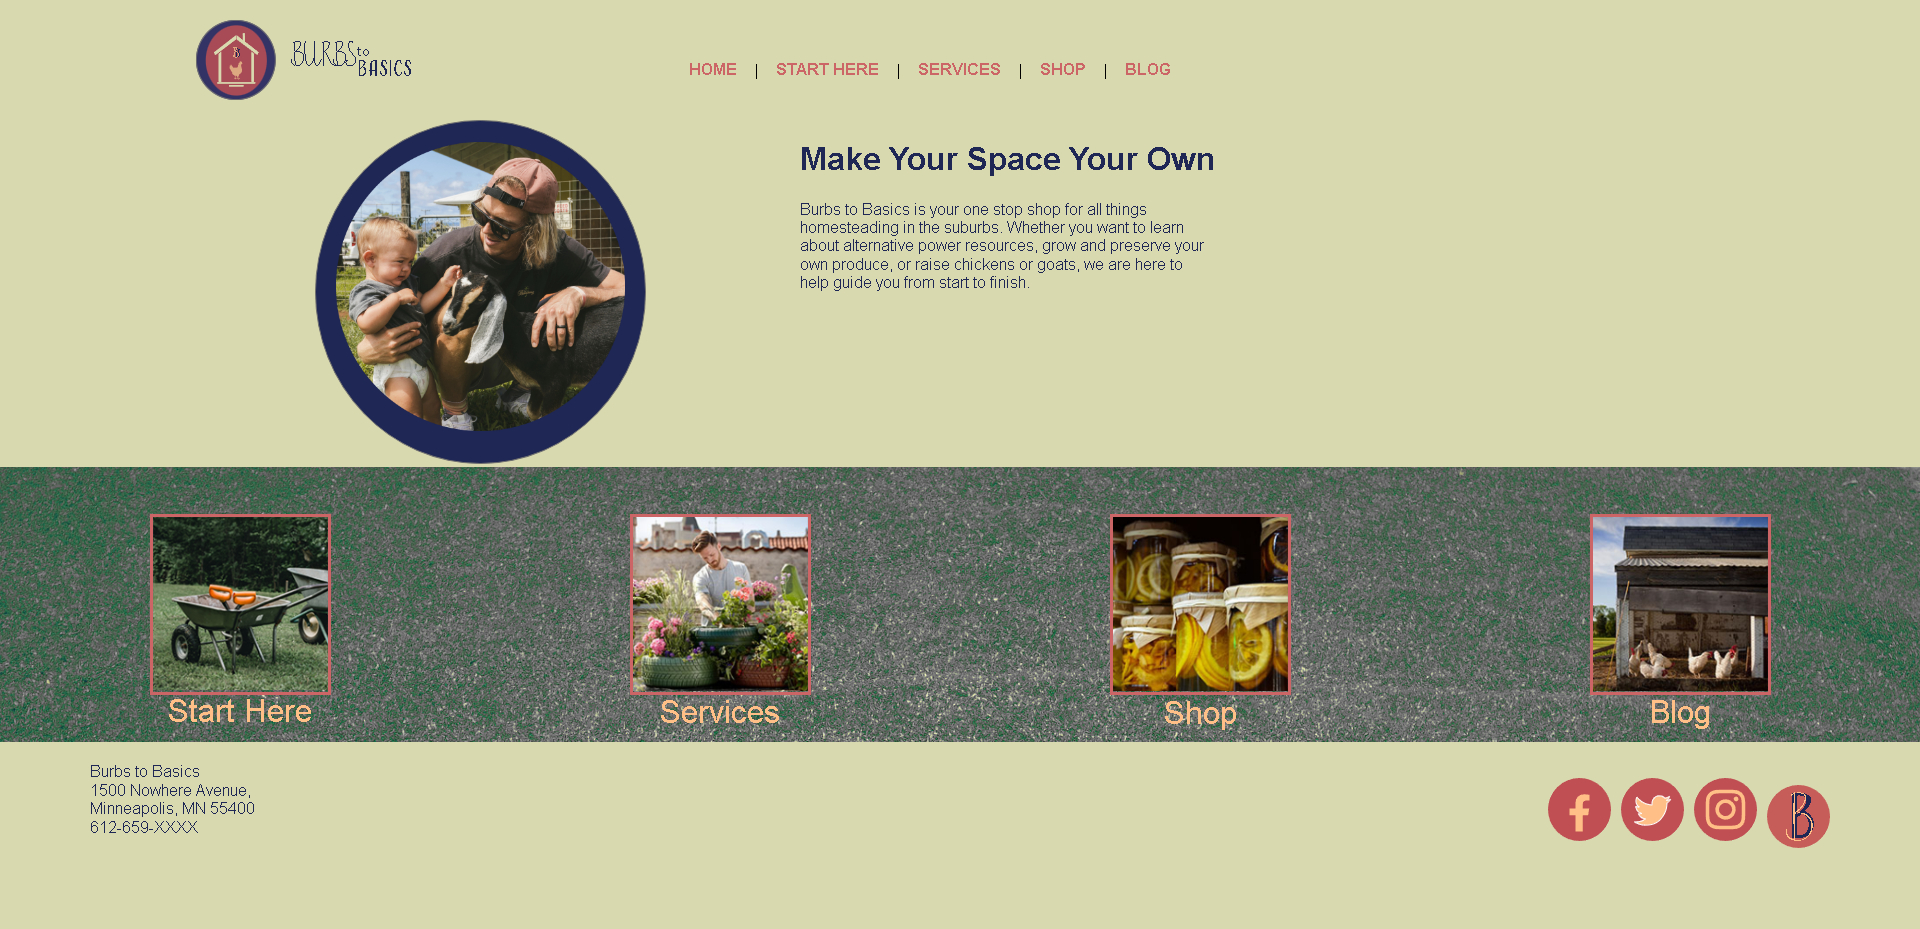 BURBS to
BASICS
HOME | START HERE | SERVICES | SHOP | BLOG
Make Your Space Your Own
Burbs to Basics is your one stop shop for all things
homesteading in the suburbs. Whether you want to learn
about alternative power resources, grow and preserve your
own produce, or raise chickens or goats, we are here to
help guide you from start to finish.
Start Here
Services
Shop
Blog
Burbs to Basics
1500 Nowhere Avenue,
Minneapolis, MN 55400
612-659-XXXX
B